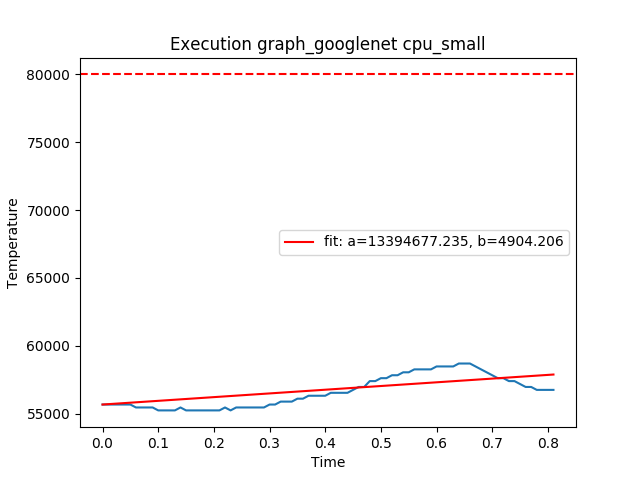 Execution graph_googlenet cpu_small
80000
75000
70000
65000
60000
55000
Temperature
fit: a=13394677.235, b=4904.206
0.0 0.1 0.2 0.3 0.4 0.5 0.6 0.7 0.8
Time